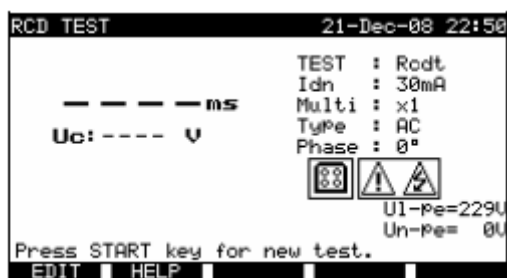 RCD TEST 21-Dec-08 22:50
TEST : Rcdt
Idn : 30mA
----ms
Multi : x1
Type : AC
Uc:---- V
Phase : 0°
Ul-pe=229V
Un-pe= 0V
Press START key for new test.
EDIT HELP